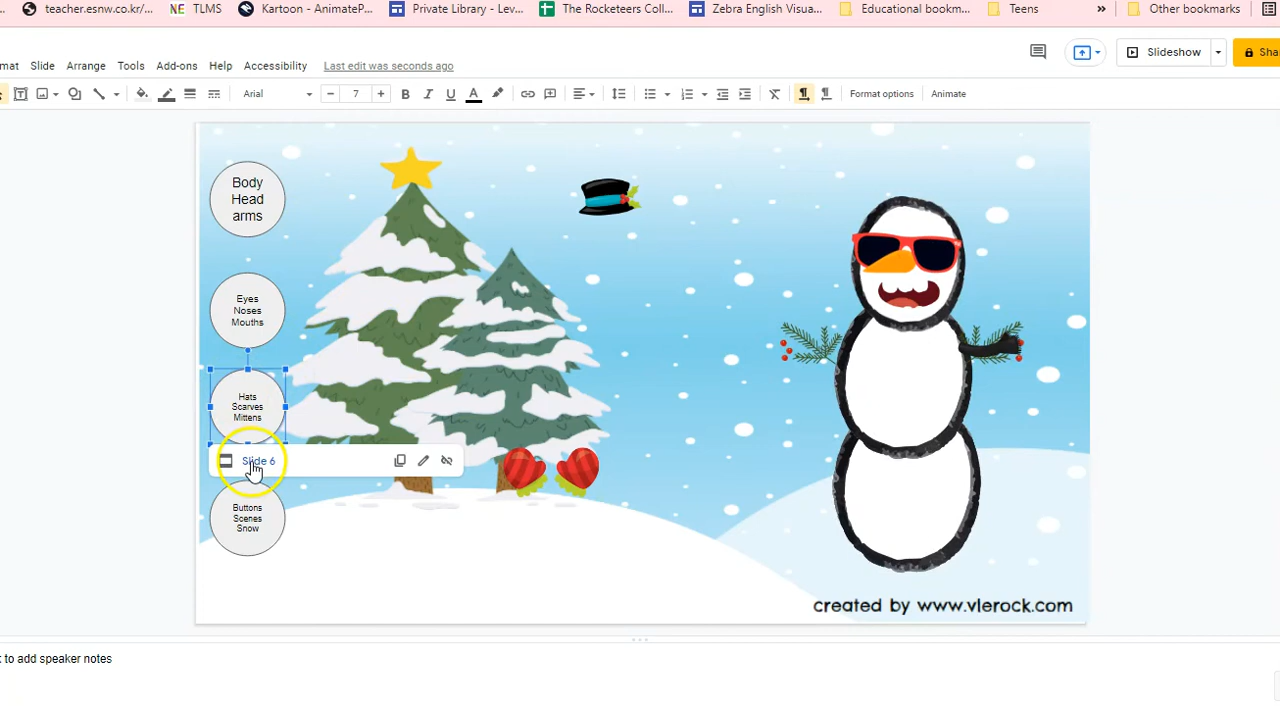 teacher.esnw.co.kr/... TLMS Kartoon - AnimateP... Private Library - Lev... The Rocketeers Coll... Zebra English Visua... Educational bookm... Teens » Other bookmarks
mat Slide Arrange Tools Add-ons Help Accessibility Last edit was seconds ago Slideshow Sha
Arial 7 Format options Animate
Body
Head
arms
Eyes
Noses
Mouths
Hats
Scarves
Mittens
Slide 6
Buttons
Scenes
Snow
created by www.vlerock.com
to add speaker notes